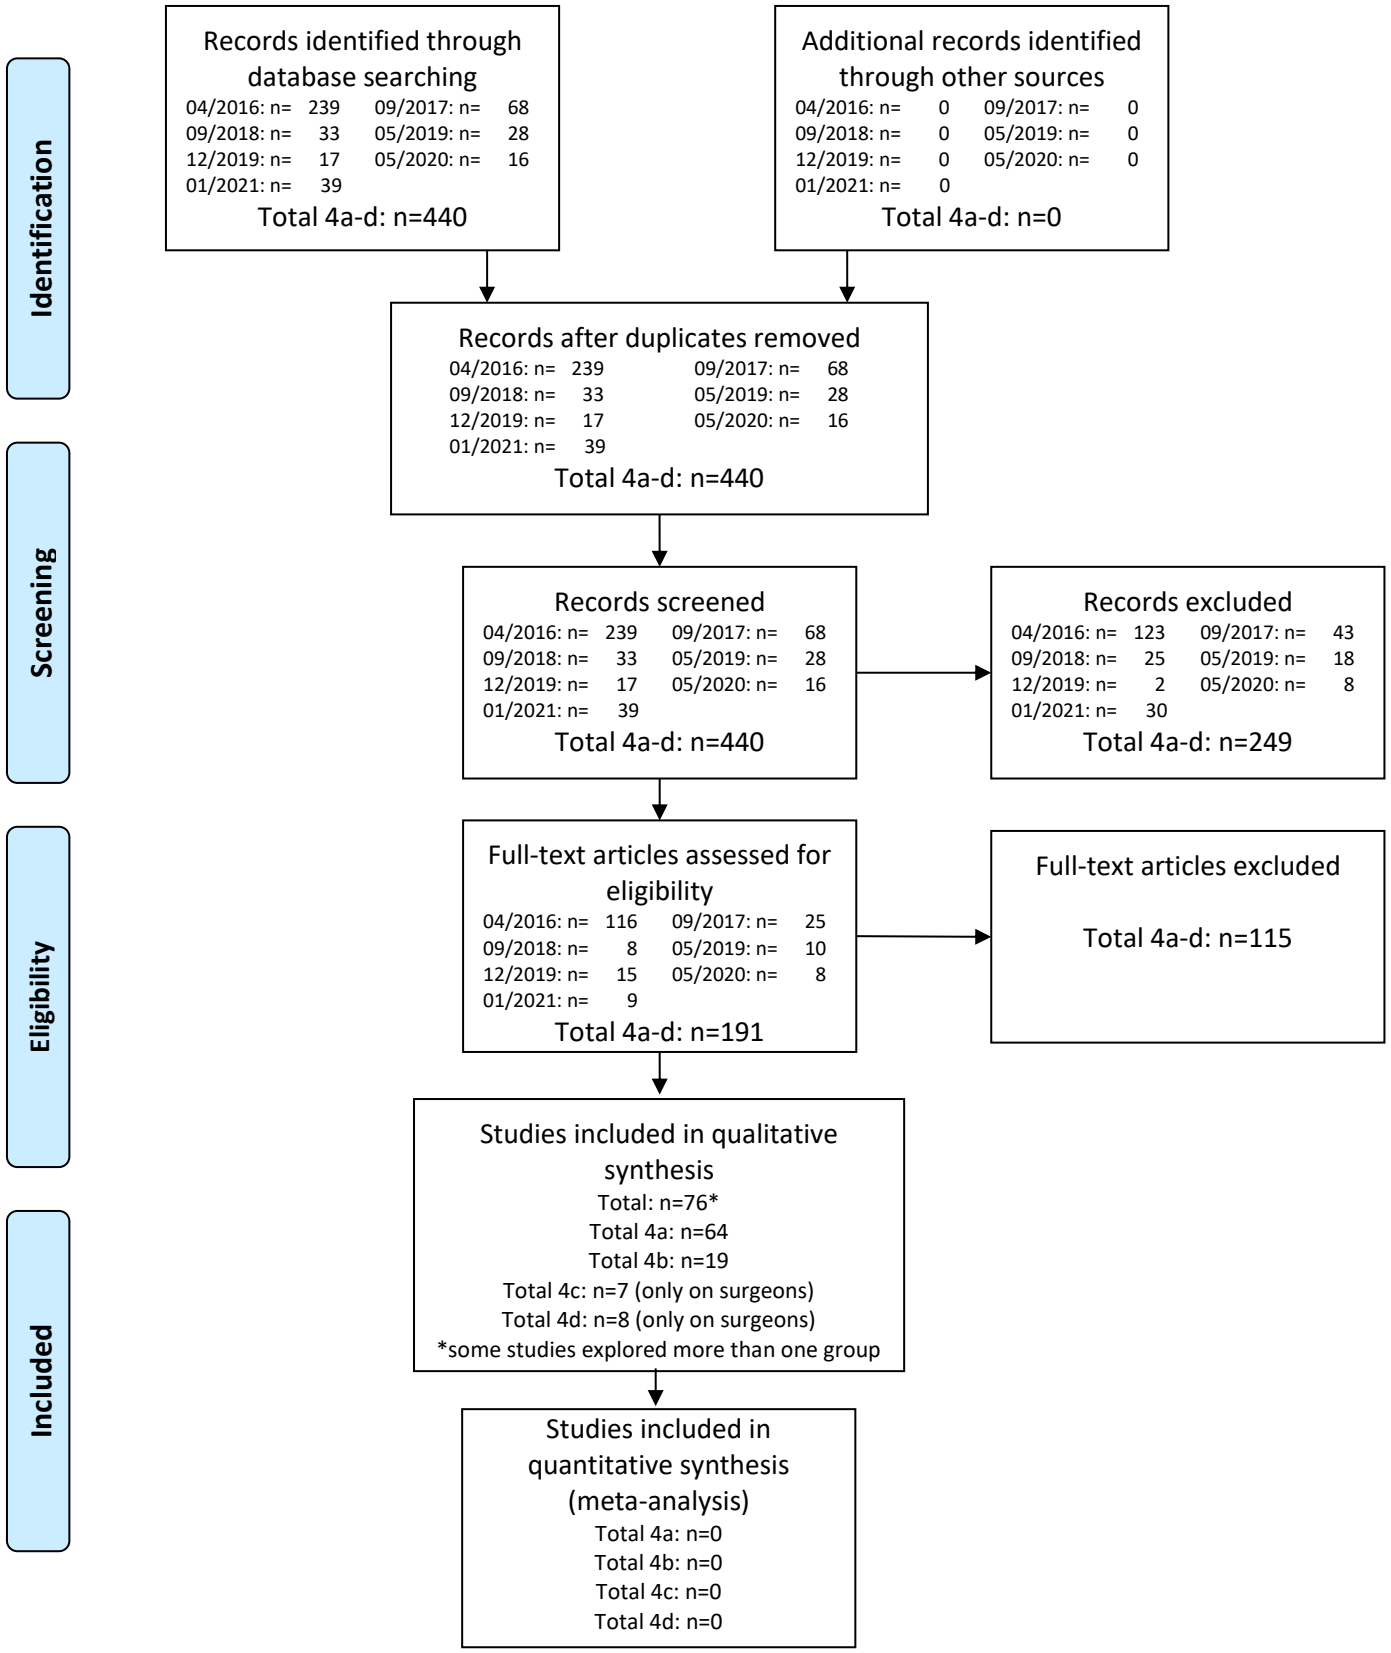 Identification
Records identified through
database searching
04/2016: n= 239 09/2017: n= 68
09/2018: n= 33 05/2019: n= 28
12/2019: n= 17 05/2020: n= 16
01/2021: n= 39
Total 4a-d: n=440
Additional records identified
through other sources
04/2016: n= 0 09/2017: n= 0
09/2018: n= 0 05/2019: n= 0
12/2019: n= 0 05/2020: n= 0
01/2021: n= 0
Total 4a-d: n=0
Records after duplicates removed
04/2016: n= 239 09/2017: n= 68
09/2018: n= 33 05/2019: n= 28
12/2019: n= 17 05/2020: n= 16
01/2021: n= 39
Total 4a-d: n=440
Screening
Records screened
04/2016: n= 239 09/2017: n= 68
09/2018: n= 33 05/2019: n= 28
12/2019: n= 17 05/2020: n= 16
01/2021: n= 39
Total 4a-d: n=440
Records excluded
04/2016: n= 123 09/2017: n= 43
09/2018: n= 25 05/2019: n= 18
12/2019: n= 2 05/2020: n= 8
01/2021: n= 30
Total 4a-d: n=249
Eligibility
Full-text articles assessed for
eligibility
04/2016: n= 116 09/2017: n= 25
09/2018: n= 8 05/2019: n= 10
12/2019: n= 15 05/2020: n= 8
01/2021: n= 9
Total 4a-d: n=191
Full-text articles excluded
Total 4a-d: n=115
Included
Studies included in qualitative
synthesis
Total: n=76*
Total 4a: n=64
Total 4b: n=19
Total 4c: n=7 (only on surgeons)
Total 4d: n=8 (only on surgeons)
*some studies explored more than one group
Studies included in
quantitative synthesis
(meta-analysis)
Total 4a: n=0
Total 4b: n=0
Total 4c: n=0
Total 4d: n=0